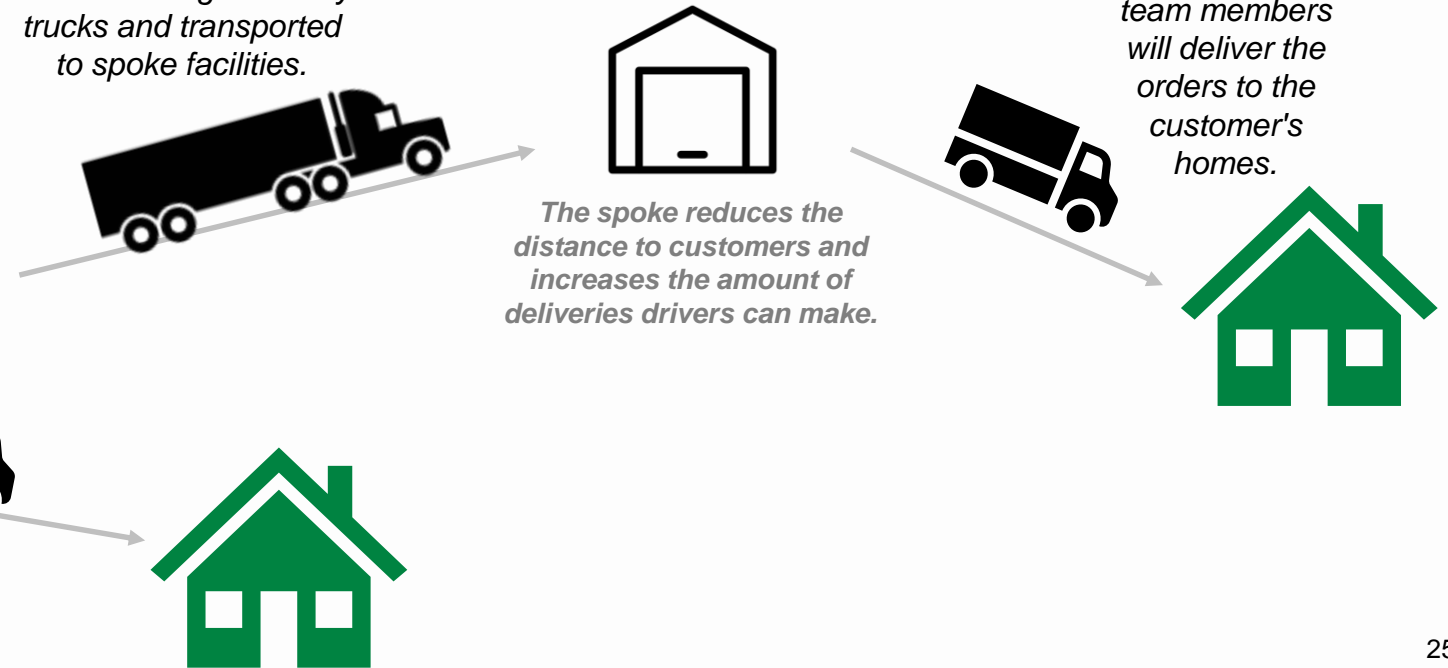 trucks and transported
to spoke facilities.
team members
will deliver the
orders to the
customer's
homes.
The spoke reduces the
distance to customers and
increases the amount of
deliveries drivers can make.
25